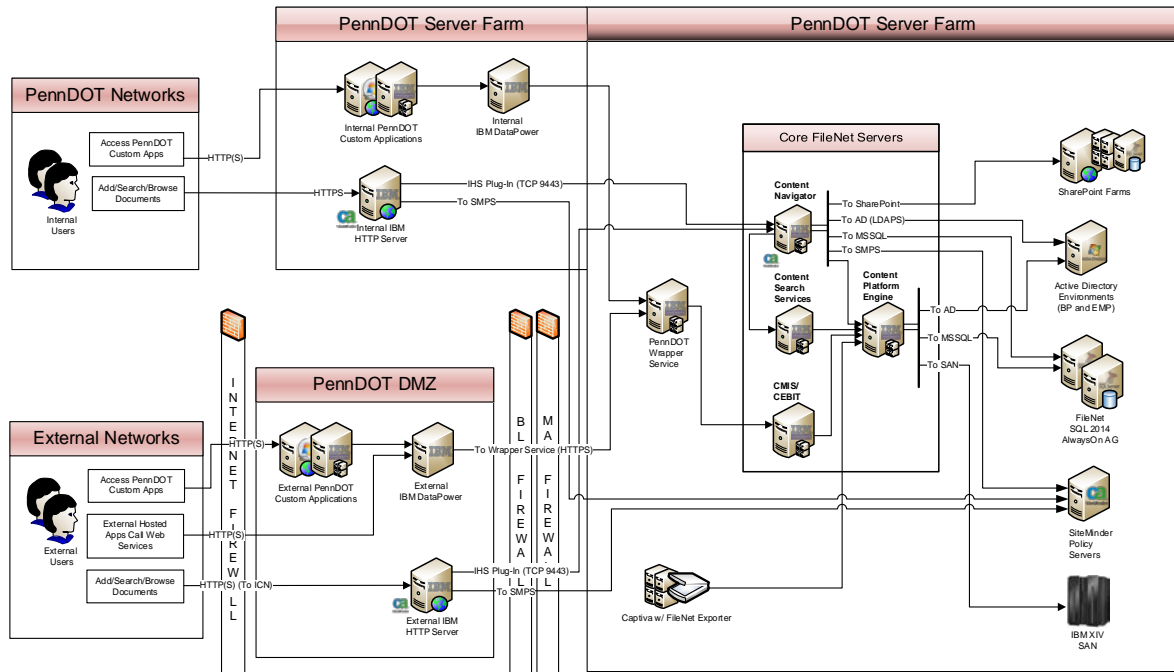 PennDOT Server Farm
PennDOT Server Farm
PennDOT Networks
Access PennDOT
Custom Apps
Add/Search/Browse
Documents
Internal
Users
HTTP(S)
HTTPS
Internal PennDOT
Custom Applications
Internal
IBM DataPower
Internal IBM
HTTP Server
ca
IHS Plug-In (TCP 9443)
To SMPS
Core FileNet Servers
Content
Navigator
ca
To SharePoint
To AD (LDAPS)
To MSSQL
To SMPS
Content
Search
Services
Content
Platform
Engine
To AD
To MSSQL
To SAN
CMIS/
CEBIT
PennDOT
Wrapper
Service
SharePoint Farms
Active Directory
Environments
(BP and EMP)
FileNet
SQL 2014
AlwaysOn AG
ca
SiteMinder
Policy
Servers
IBM XIV
SAN
External Networks
Access PennDOT
Custom Apps
External Hosted
Apps Call Web
Services
Add/Search/Browse
Documents
External
Users
HTTP(S)
HTTP(S)
HTTP(S) (To ICN)
INTERNET FIREWALL
PennDOT DMZ
External PennDOT
Custom Applications
External
IBM DataPower
ca
External IBM
HTTP Server
To Wrapper Service (HTTPS)
IHS Plug-In (TCP 9443)
To SMPS
FIREWALL
FIREWALL
Captiva w/ FileNet Exporter